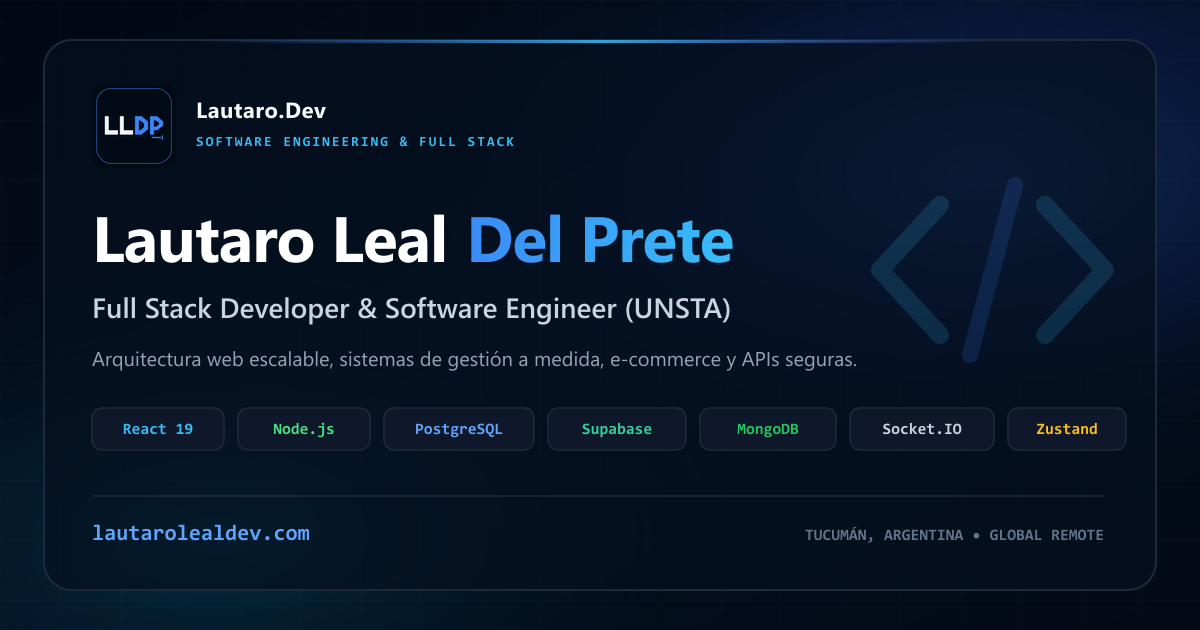 LLDP
Lautaro.Dev
SOFTWARE ENGINEERING & FULL STACK
Lautaro Leal Del Prete
Full Stack Developer & Software Engineer (UNSTA)
Arquitectura web escalable, sistemas de gestión a medida, e-commerce y APIs seguras.
React 19 Node.js PostgreSQL Supabase MongoDB Socket.IO Zustand
lautarolealdev.com TUCUMÁN, ARGENTINA • GLOBAL REMOTE